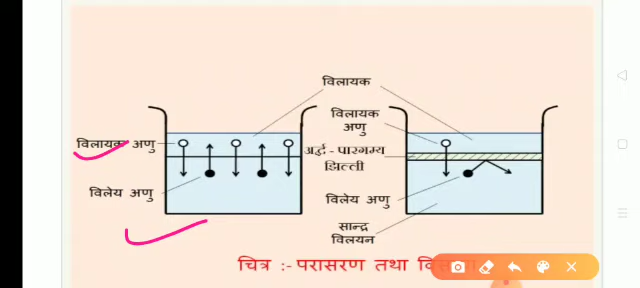 विलायक
विलायक अणु
विलायक
अणु
अर्द्ध - पारगम्य
झिल्ली
विलेय अणु
विलेय अणु
सान्द्र
विलयन
चित्र :- परासरण तथा